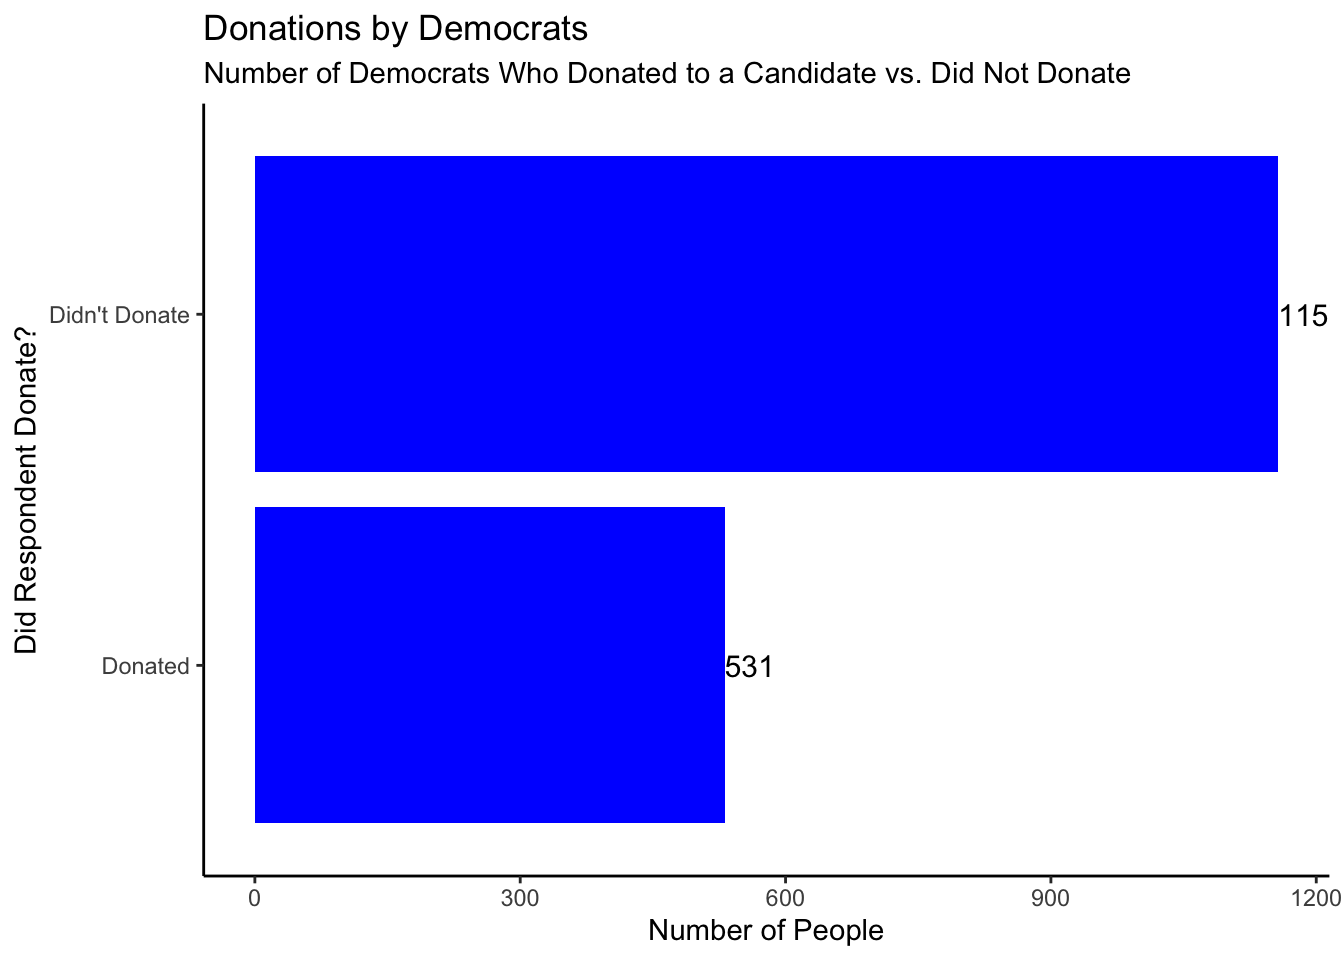 Donations by Democrats
Number of Democrats Who Donated to a Candidate vs. Did Not Donate
Did Respondent Donate?
Didn't Donate
115
Donated
531
0
300
600
900
1200
Number of People